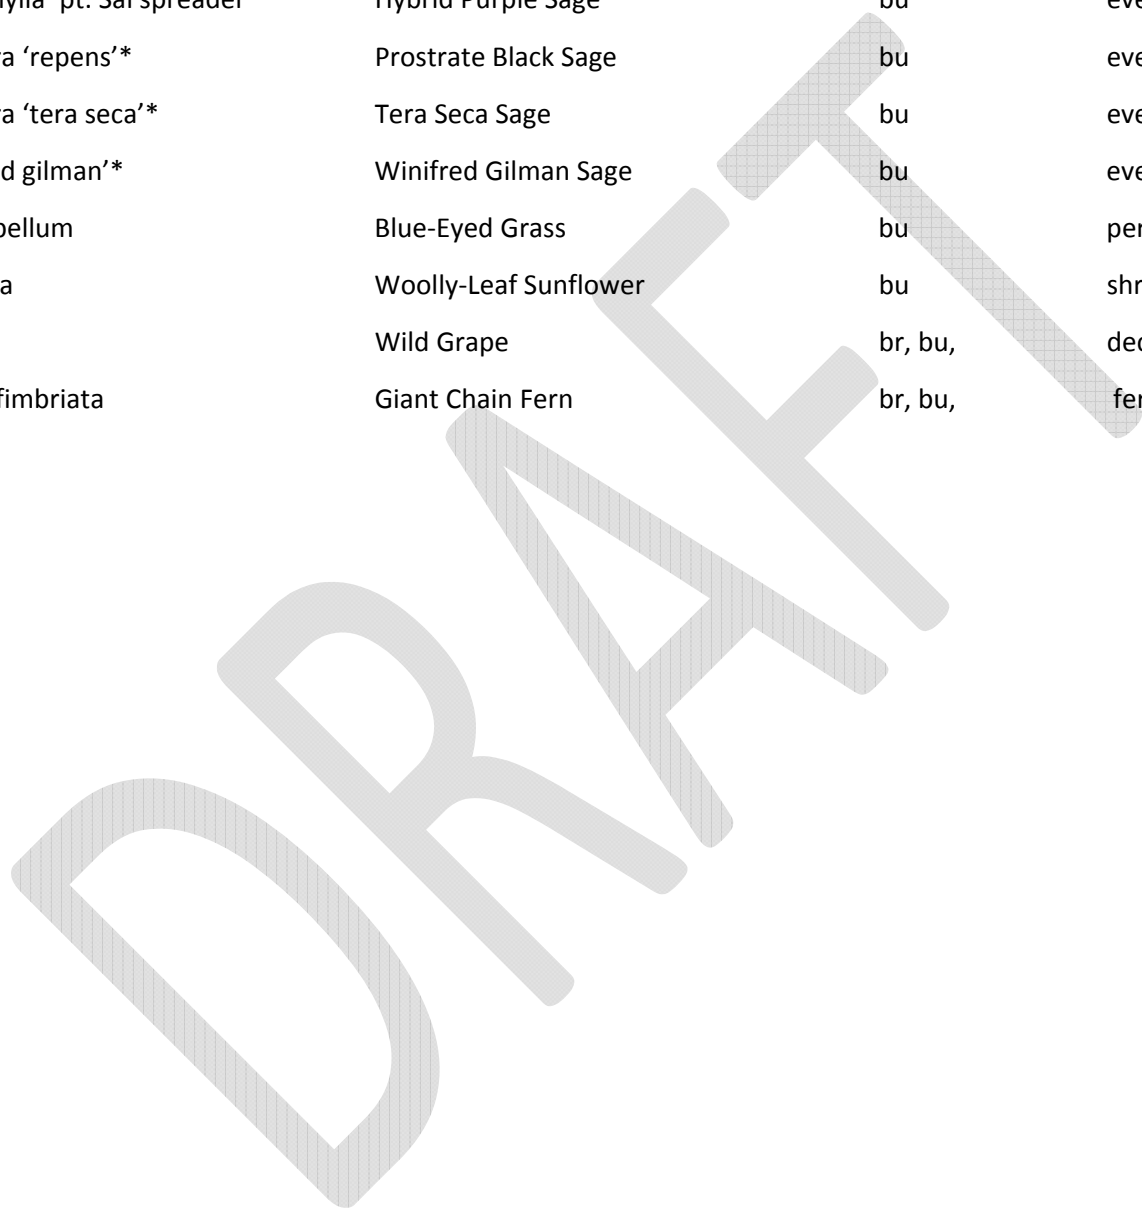 ylla' pt. Sal spreader Hybrid Purple Sage bu eve
ra ‘repens’* Prostrate Black Sage bu eve
ra ‘tera seca’* Tera Seca Sage bu eve
d gilman’* Winifred Gilman Sage bu eve
bellum Blue-Eyed Grass bu per
a Woolly-Leaf Sunflower bu shr
Wild Grape br, bu, dec
fimbriata Giant Chain Fern br, bu, fer
DRAFT